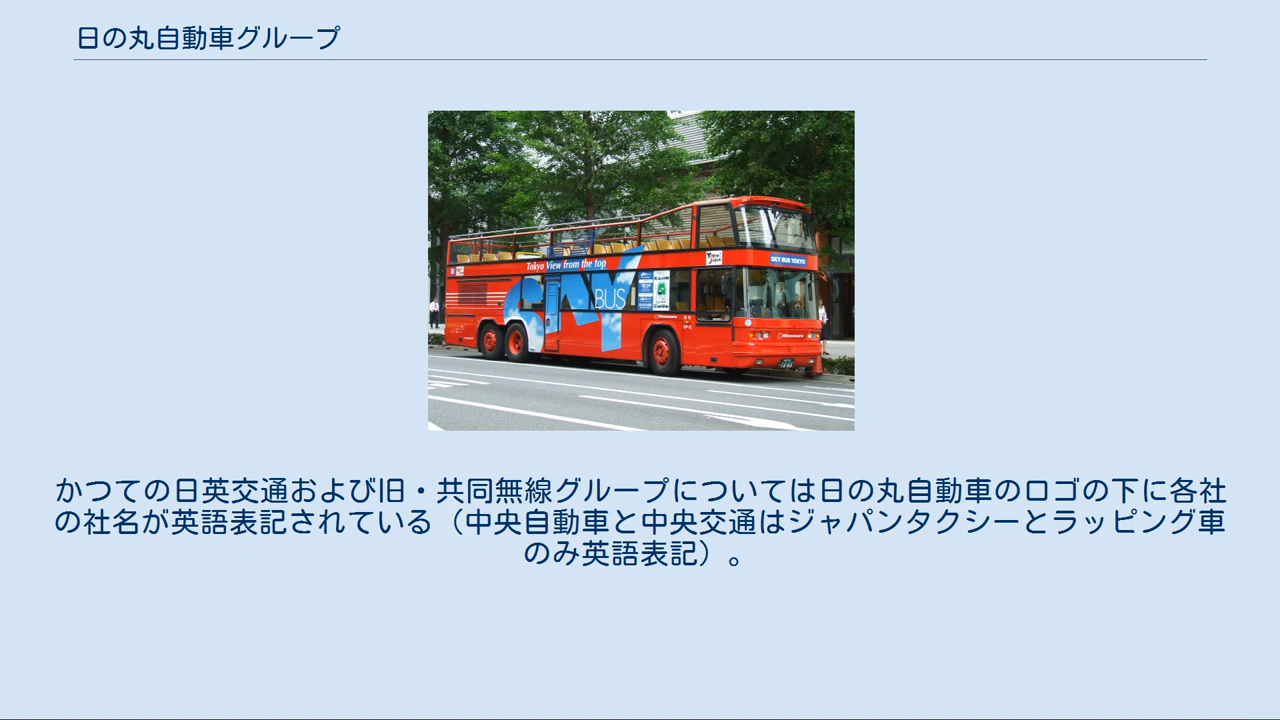 日の丸自動車グループ
Tokyo View from the top
SKY BUS TOKYO
SKY
BUS
かつての日英交通および旧・共同無線グループについては日の丸自動車のロゴの下に各社
の社名が英語表記されている（中央自動車と中央交通はジャパンタクシーとラッピング車
のみ英語表記）。